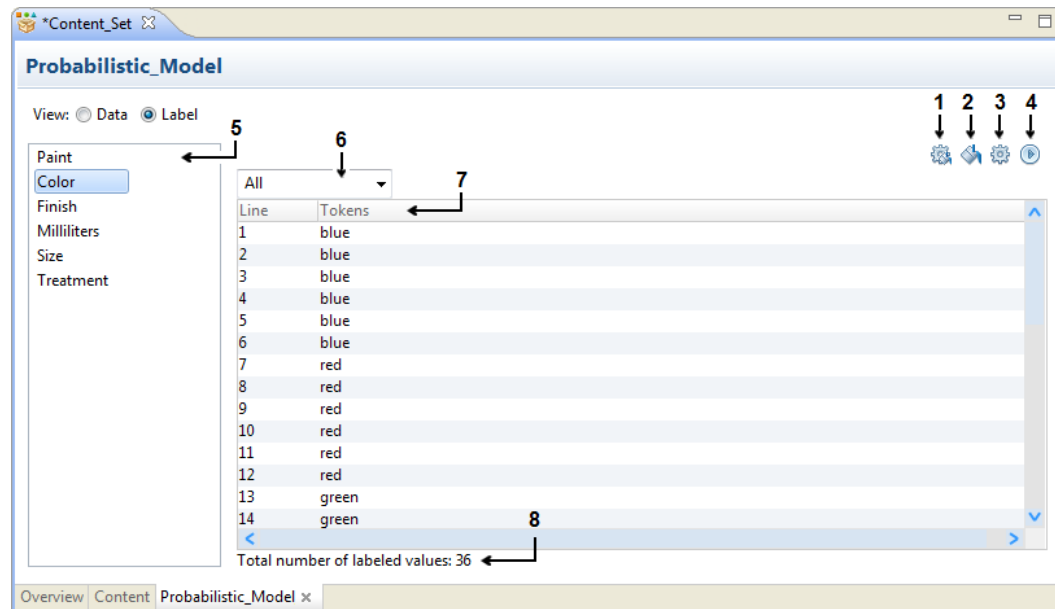 *Content_Set
Probabilistic_Model
View: Data Label
1 2 3 4
5
6
7
Paint
Color
Finish
Milliliters
Size
Treatment
All
Line Tokens
1 blue
2 blue
3 blue
4 blue
5 blue
6 blue
7 red
8 red
9 red
10 red
11 red
12 red
13 green
14 green
8
Total number of labeled values: 36
Overview Content Probabilistic_Model